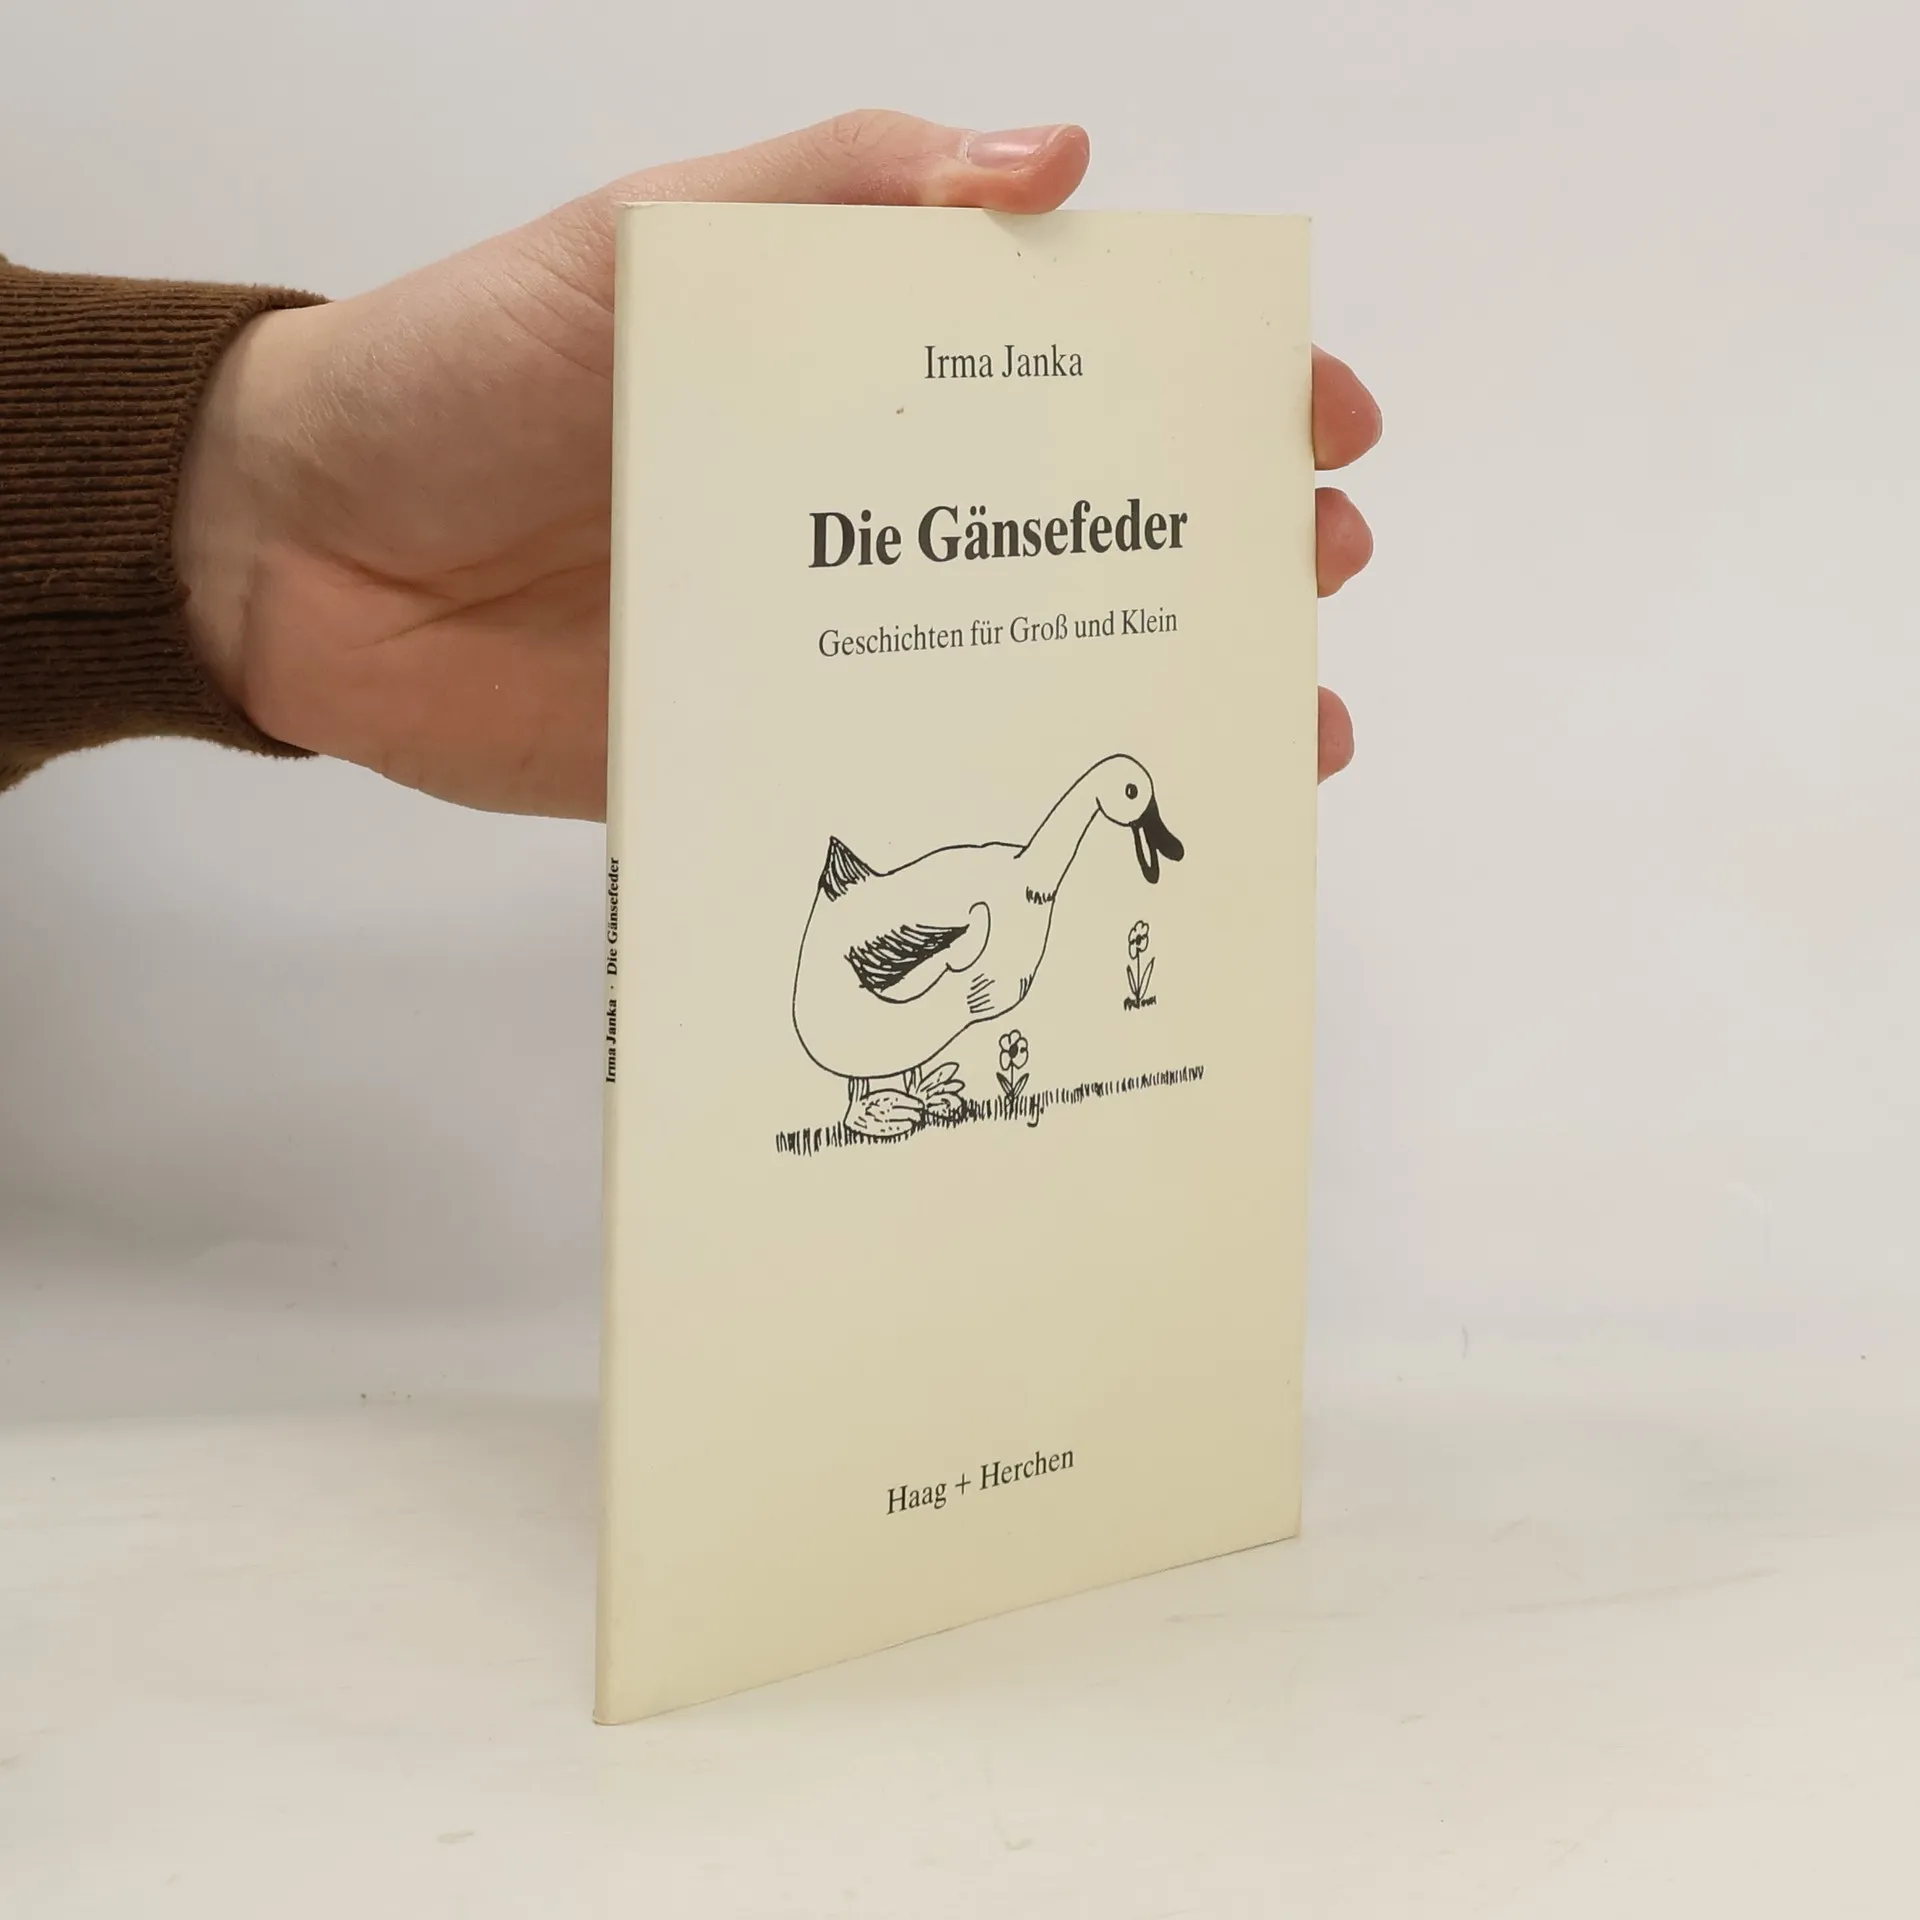 Irma Janka
Die Gänsefeder
Geschichten für Groß und Klein
Haag + Herchen
Irma Janka · Die Gänsefeder